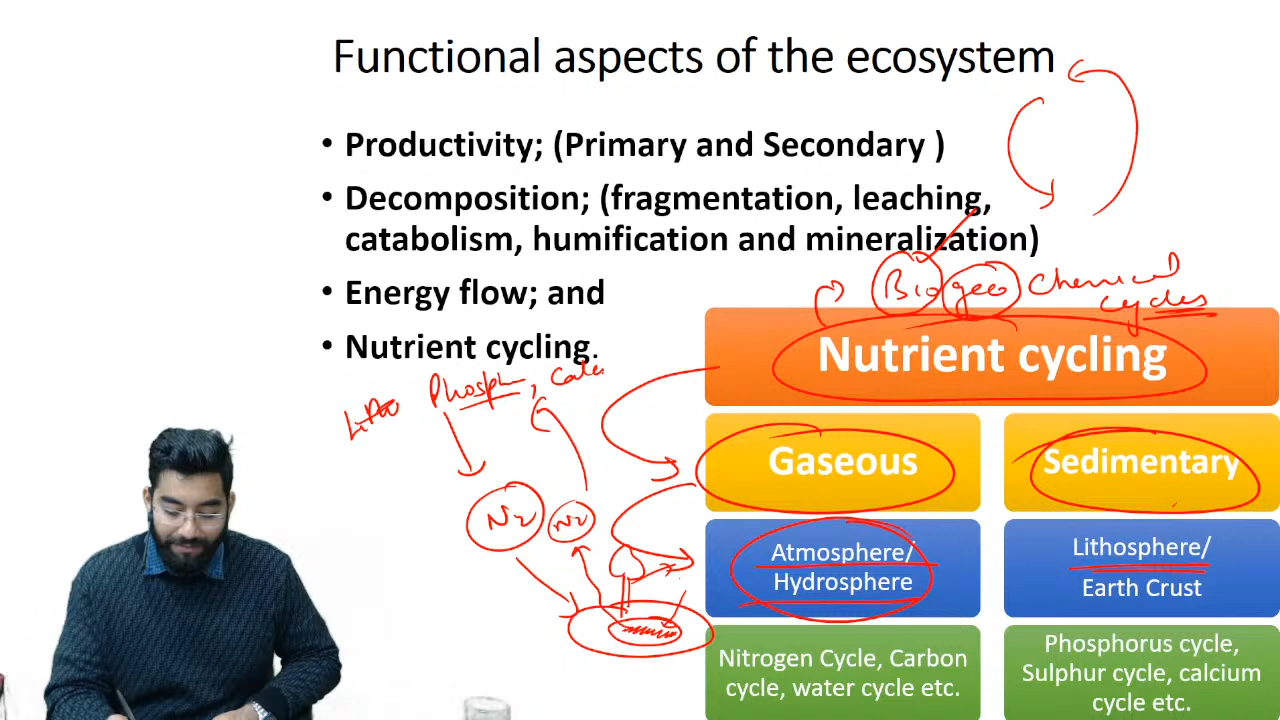 Functional aspects of the ecosystem
• Productivity; (Primary and Secondary )
• Decomposition; (fragmentation, leaching,
catabolism, humification and mineralization)
• Energy flow; and
• Nutrient cycling.
Bio geo Chemical
cycles
Nutrient cycling
Gaseous
Sedimentary
Atmosphere/
Hydrosphere
Lithosphere/
Earth Crust
Nitrogen Cycle, Carbon
cycle, water cycle etc.
Phosphorus cycle,
Sulphur cycle, calcium
cycle etc.
Phosph,
N2
N2